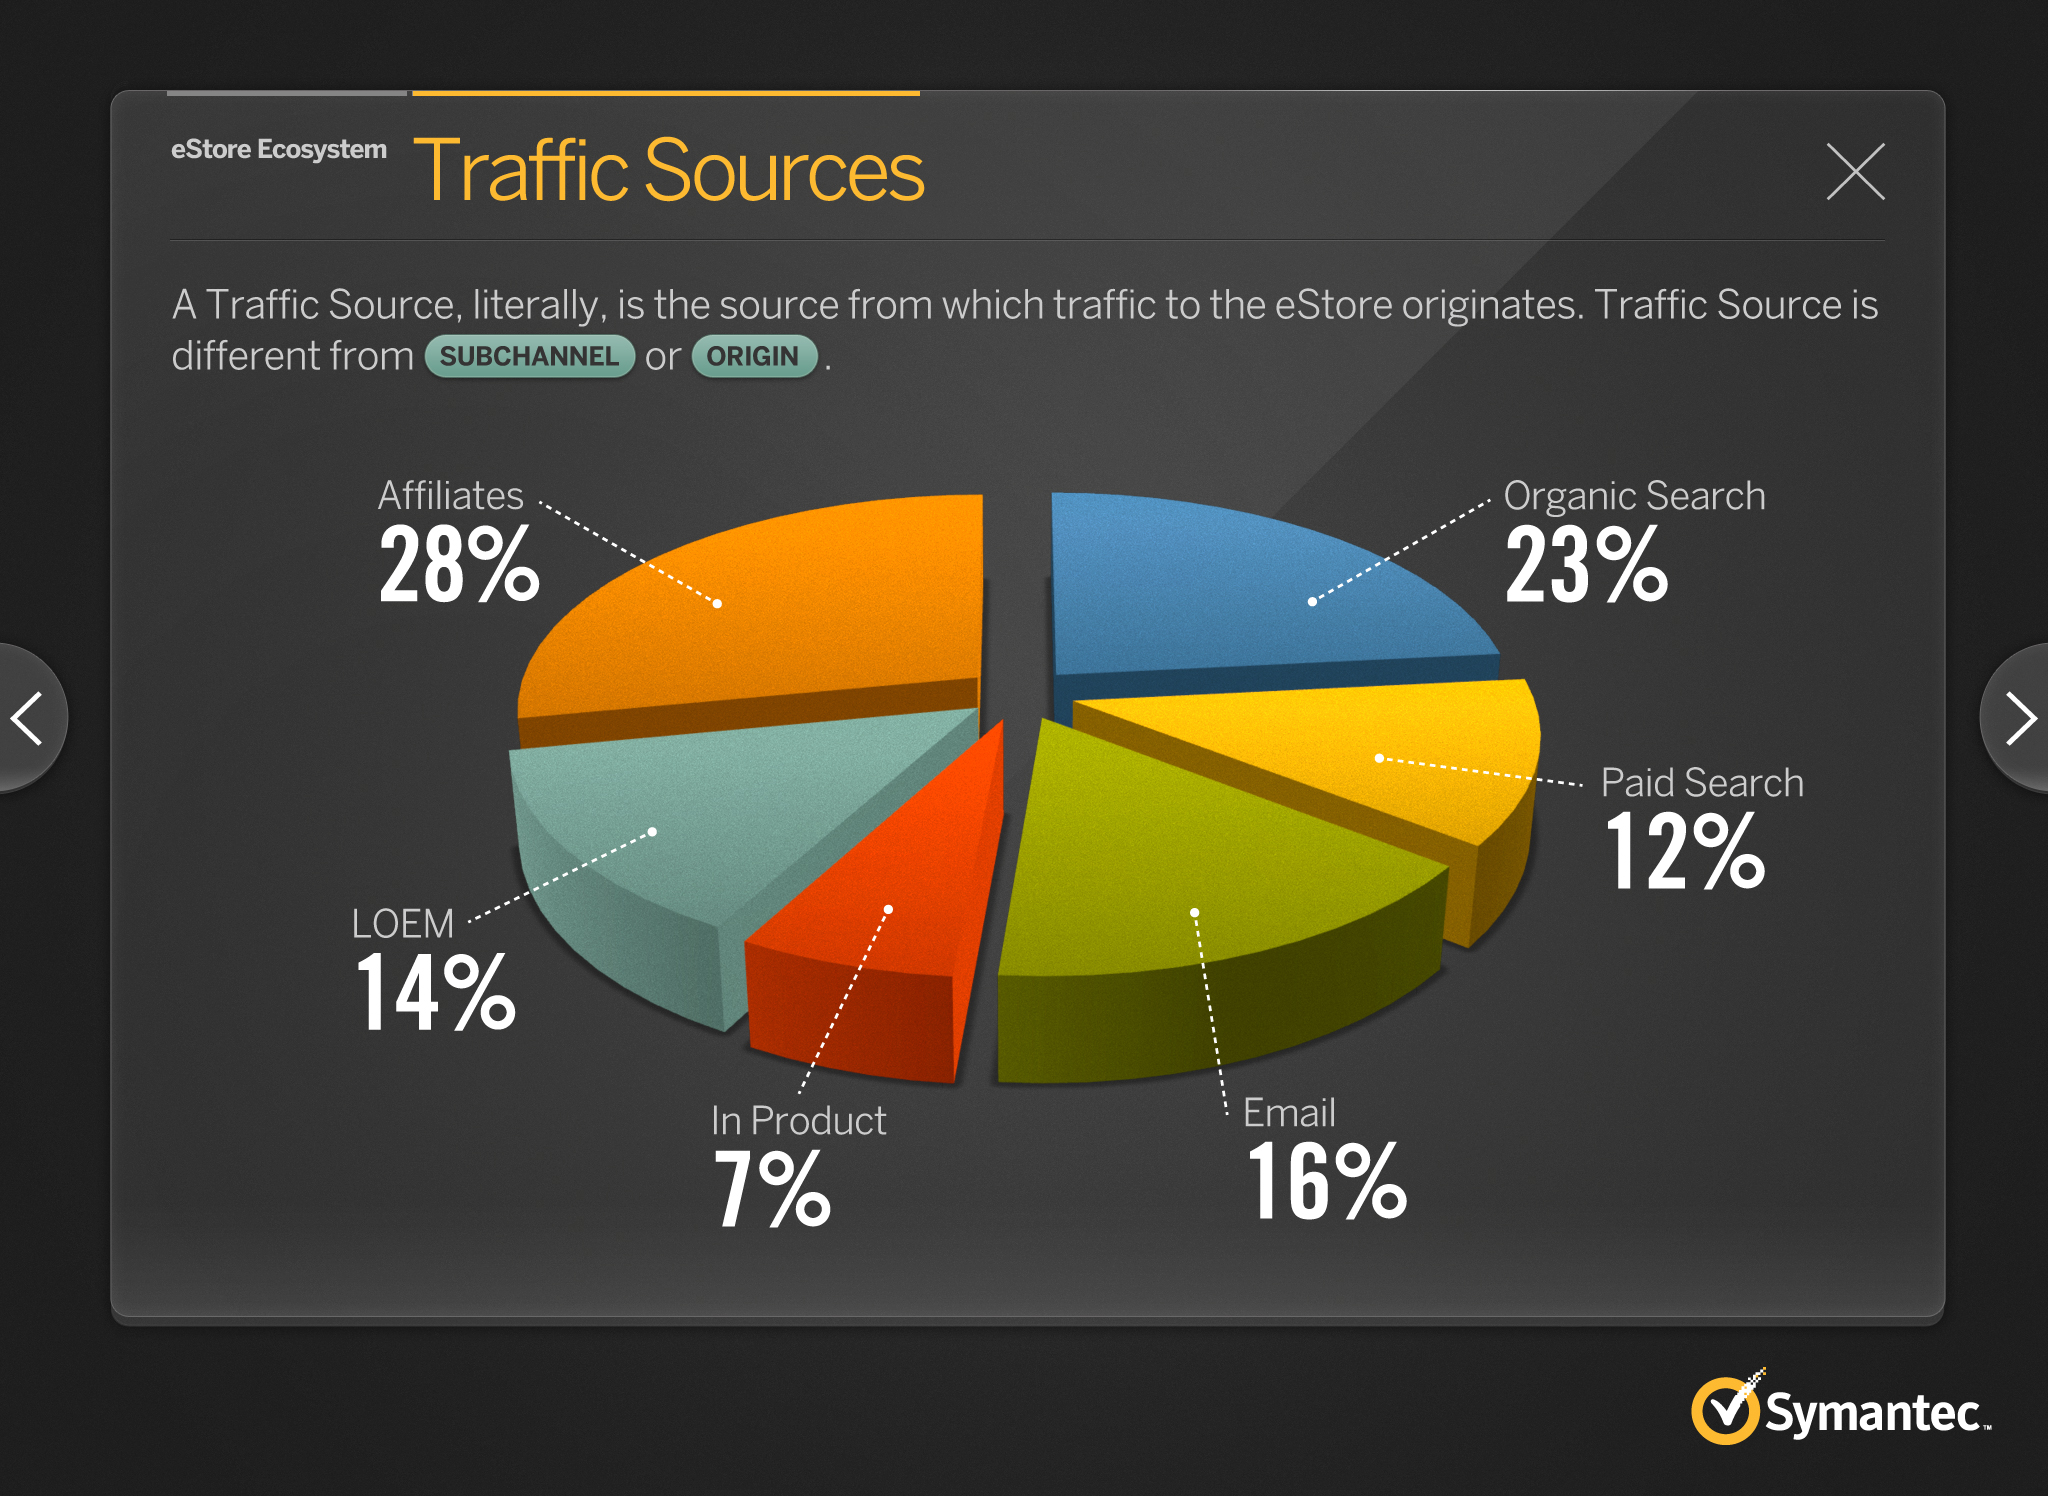 eStore Ecosystem
Traffic Sources
A Traffic Source, literally, is the source from which traffic to the eStore originates. Traffic Source is
different from SUBCHANNEL or ORIGIN .
Affiliates
28%
Organic Search
23%
Paid Search
12%
LOEM
14%
In Product
7%
Email
16%
Symantec™